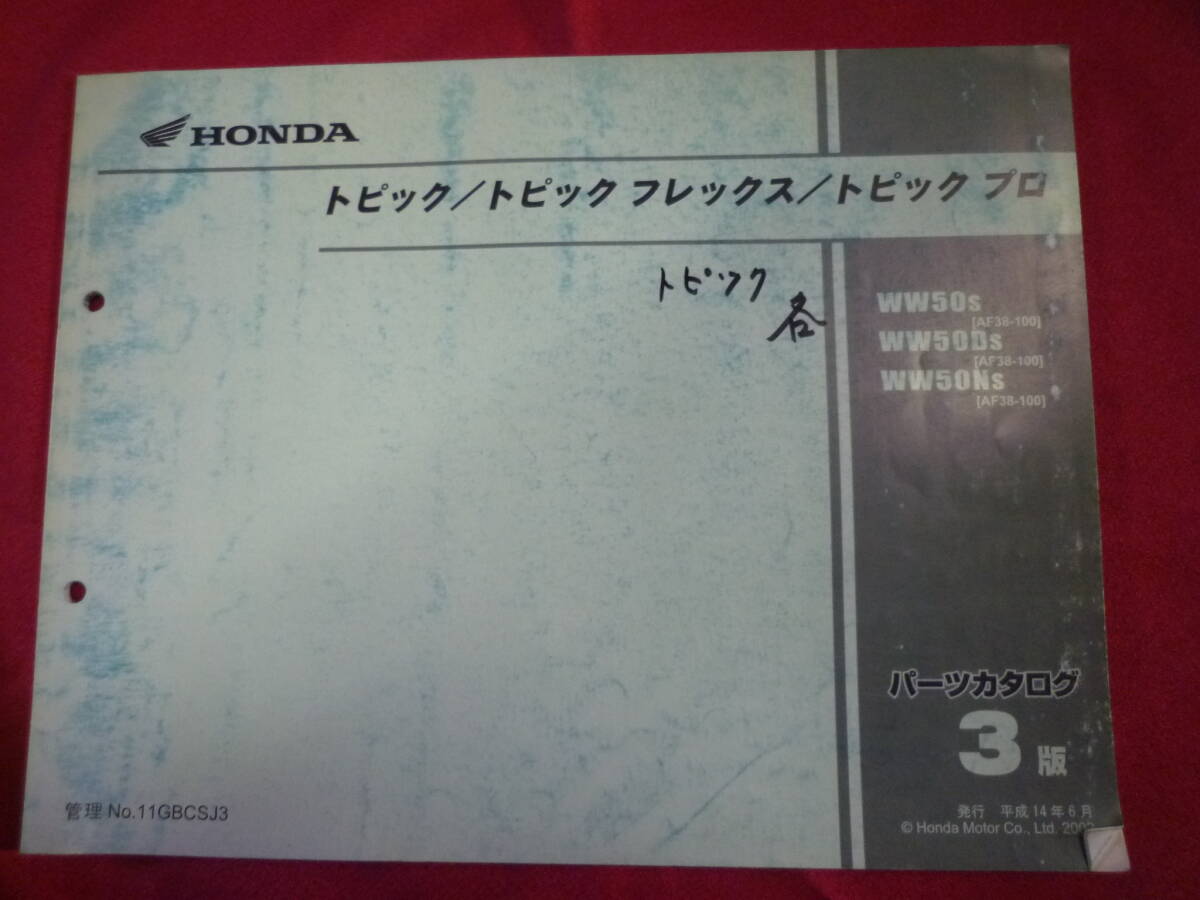 HONDA
トピック／トピック フレックス／トピック プロ
トピック
各
WW50S
[AF38-100]
WW50DS
[AF38-100]
WW50NS
[AF38-100]
パーツカタログ
3版
管理 No.11GBCSJ3
発行 平成14年6月
© Honda Motor Co., Ltd. 2002